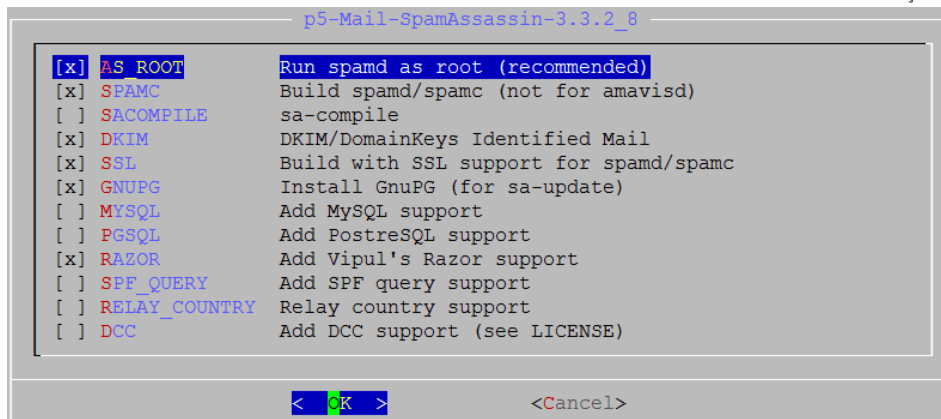 p5-Mail-SpamAssassin-3.3.2_8
[x] AS_ROOT Run spamd as root (recommended)
[x] SPAMC Build spamd/spamc (not for amavisd)
[ ] SACOMPILE sa-compile
[x] DKIM DKIM/DomainKeys Identified Mail
[x] SSL Build with SSL support for spamd/spamc
[x] GNUPG Install GnuPG (for sa-update)
[ ] MYSQL Add MySQL support
[ ] PGSQL Add PostreSQL support
[x] RAZOR Add Vipul's Razor support
[ ] SPF_QUERY Add SPF query support
[ ] RELAY_COUNTRY Relay country support
[ ] DCC Add DCC support (see LICENSE)
< OK > <Cancel>